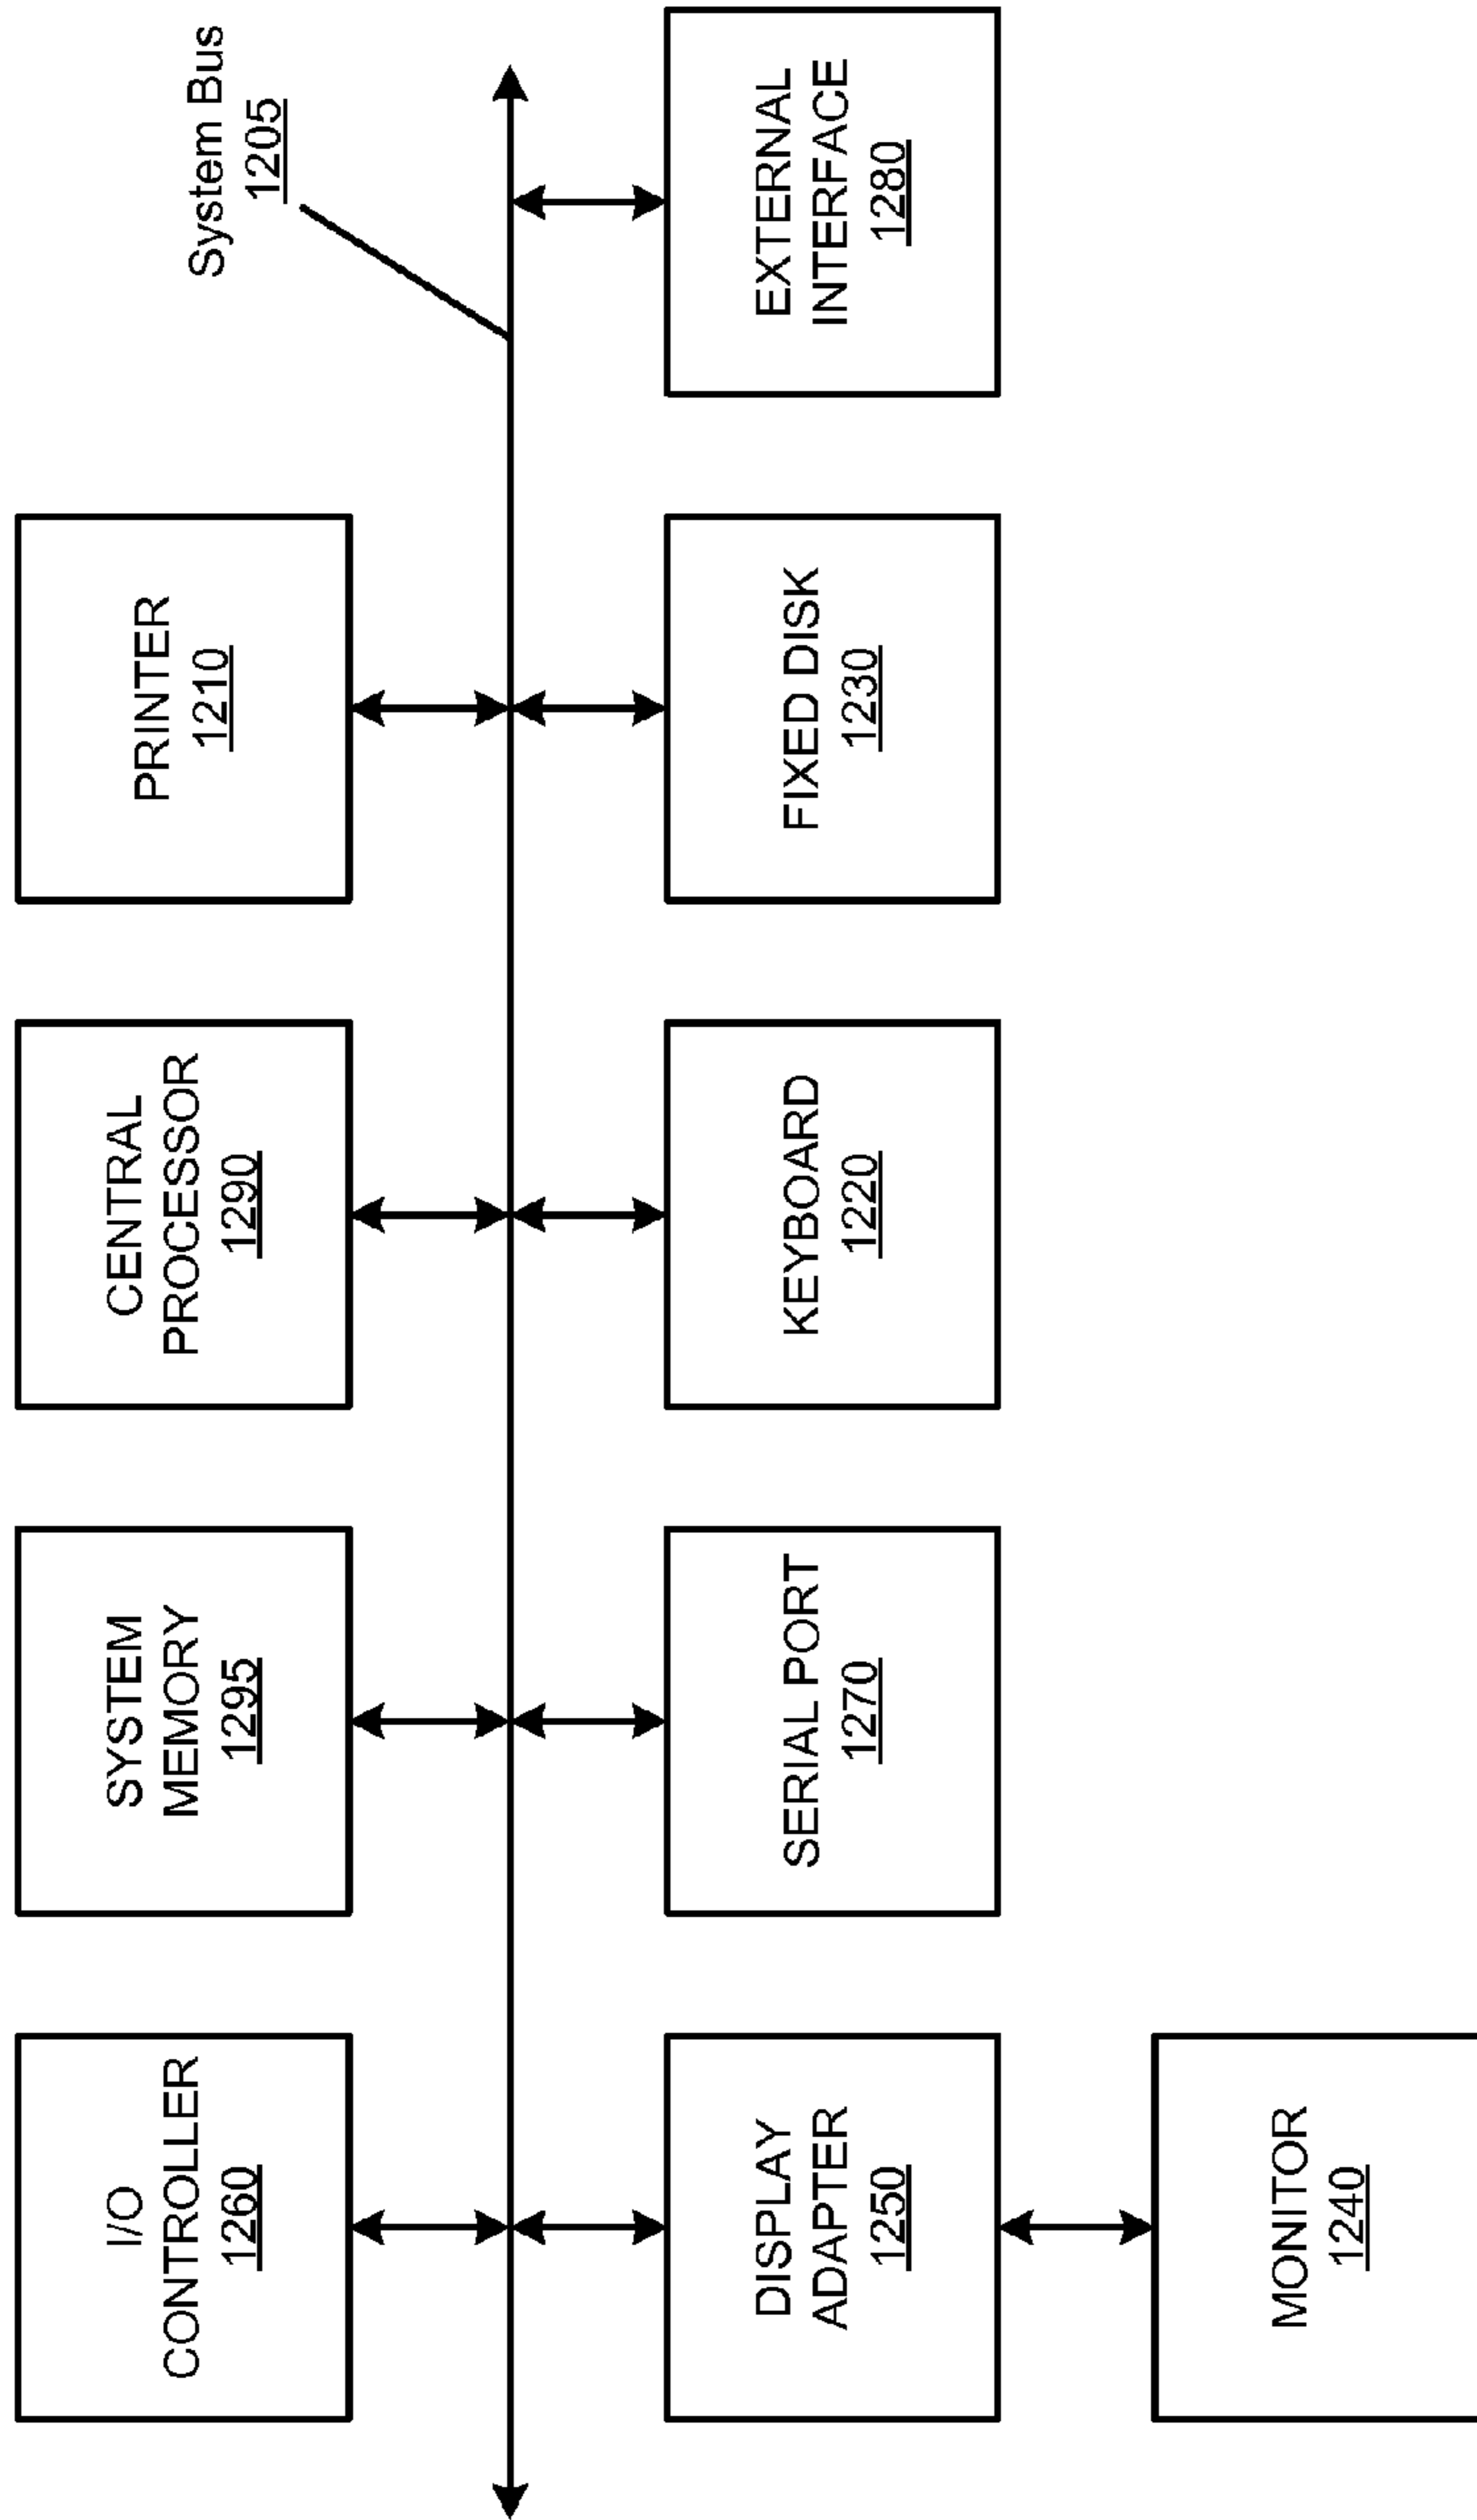 I/O
CONTROLLER
1260
SYSTEM
MEMORY
1295
CENTRAL
PROCESSOR
1290
PRINTER
1210
System Bus
1205
DISPLAY
ADAPTER
1250
SERIAL PORT
1270
KEYBOARD
1220
FIXED DISK
1230
EXTERNAL
INTERFACE
1280
MONITOR
1240